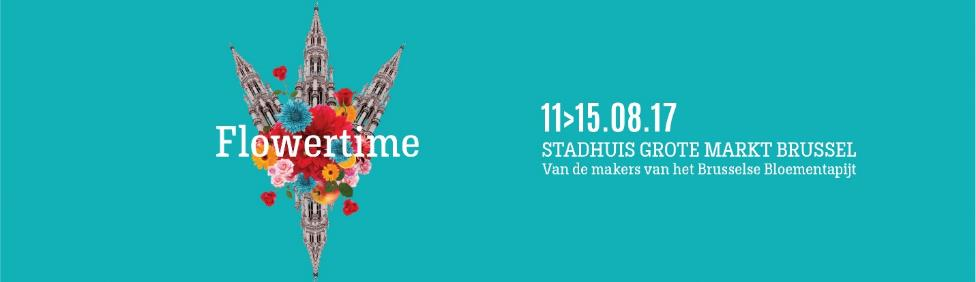 Flowertime
11>15.08.17
STADHUIS GROTE MARKT BRUSSEL
Van de makers van het Brusselse Bloementapijt